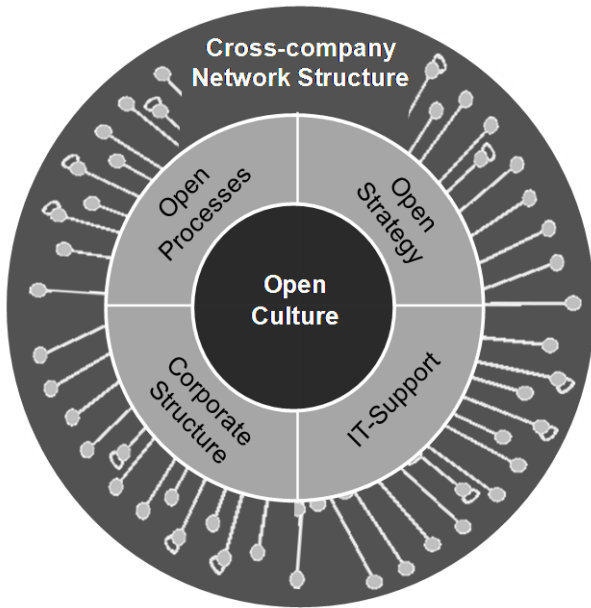 Cross-company
Network Structure
Open
Processes
Open
Strategy
Open
Culture
Corporate
Structure
IT-Support